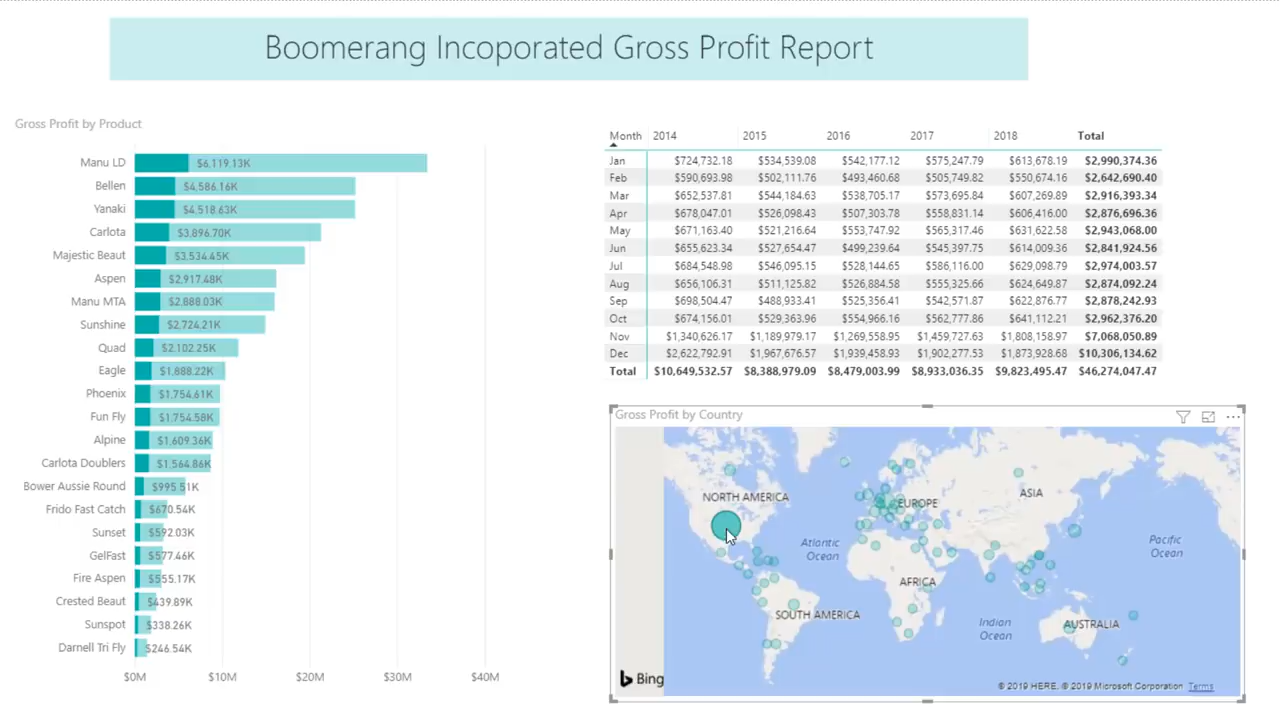 Boomerang Incoporated Gross Profit Report
Gross Profit by Product
Manu LD $6,119.13K
Bellen $4,586.16K
Yanaki $4,518.63K
Carlota $3,896.70K
Majestic Beaut $3,534.45K
Aspen $2,917.48K
Manu MTA $2,888.03K
Sunshine $2,724.21K
Quad $2,102.25K
Eagle $1,888.22K
Phoenix $1,754.61K
Fun Fly $1,754.58K
Alpine $1,609.36K
Carlota Doublers $1,564.86K
Bower Aussie Round $995.51K
Frido Fast Catch $670.54K
Sunset $592.03K
GelFast $577.46K
Fire Aspen $555.17K
Crested Beaut $439.89K
Sunspot $338.26K
Darnell Tri Fly $246.54K
$0M $10M $20M $30M $40M
Month 2014 2015 2016 2017 2018 Total
Jan $724,732.18 $534,539.08 $542,177.12 $575,247.79 $613,678.19 $2,990,374.36
Feb $590,693.98 $502,111.76 $493,460.68 $505,749.82 $550,674.16 $2,642,690.40
Mar $652,537.81 $544,184.63 $538,705.17 $573,695.84 $607,269.89 $2,916,393.34
Apr $678,047.01 $526,098.43 $507,303.78 $558,831.14 $606,416.00 $2,876,696.36
May $671,163.40 $521,216.64 $553,747.92 $565,317.46 $631,622.58 $2,943,068.00
Jun $655,623.34 $527,654.47 $499,239.64 $545,397.75 $614,009.36 $2,841,924.56
Jul $684,548.98 $546,095.15 $528,144.65 $586,116.00 $629,098.79 $2,974,003.57
Aug $656,106.31 $511,125.82 $526,884.58 $555,325.66 $624,649.87 $2,874,092.24
Sep $698,504.47 $488,933.41 $525,356.41 $542,571.87 $622,876.77 $2,878,242.93
Oct $674,156.01 $529,363.96 $554,966.16 $562,777.86 $641,112.21 $2,962,376.20
Nov $1,340,626.17 $1,189,979.17 $1,269,558.95 $1,459,727.63 $1,808,158.97 $7,068,050.89
Dec $2,622,792.91 $1,967,676.57 $1,939,458.93 $1,902,277.53 $1,873,928.68 $10,306,134.62
Total $10,649,532.57 $8,388,979.09 $8,479,003.99 $8,933,036.35 $9,823,495.47 $46,274,047.47
Gross Profit by Country
NORTH AMERICA
EUROPE
ASIA
Atlantic
Ocean
Pacific
Ocean
AFRICA
SOUTH AMERICA
Indian
Ocean
AUSTRALIA
Bing
© 2019 HERE, © 2019 Microsoft Corporation Terms